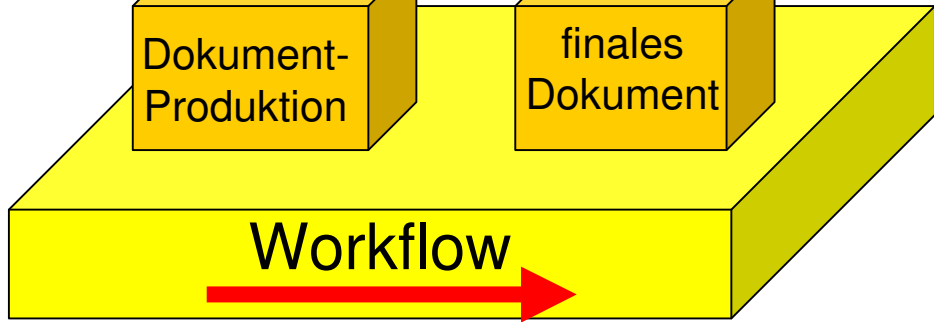 Dokument-
Produktion
finales
Dokument
Workflow